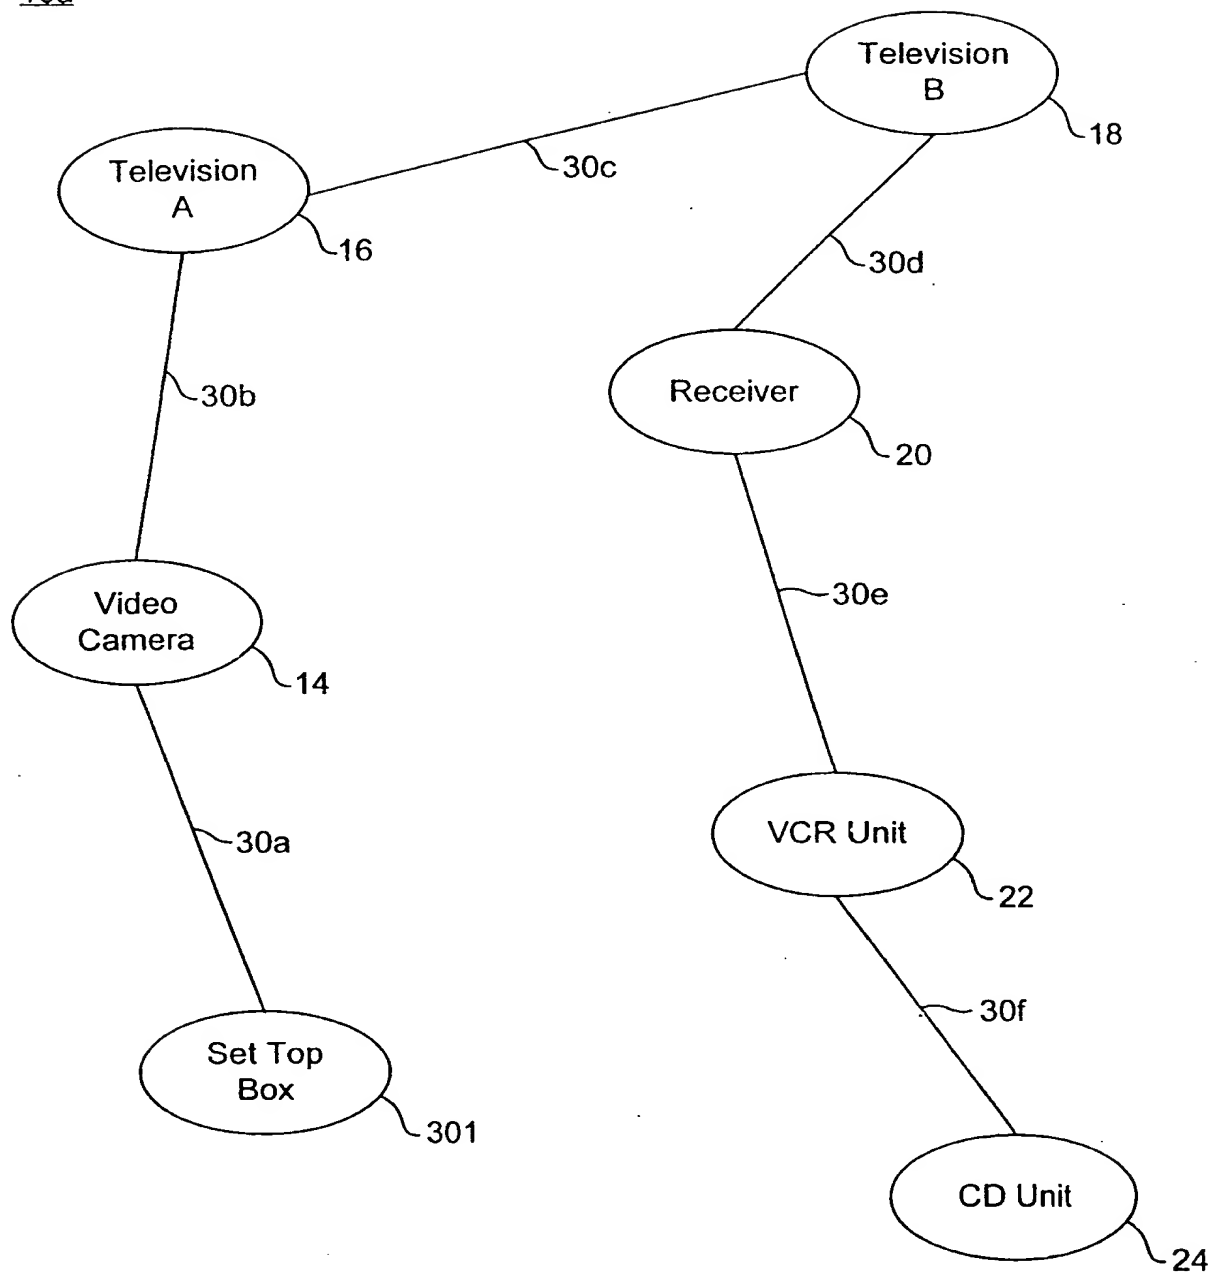 Television
B
18
30c
Television
A
16
30d
30b
Receiver
20
30e
Video
Camera
14
30a
VCR Unit
22
30f
Set Top
Box
301
CD Unit
24